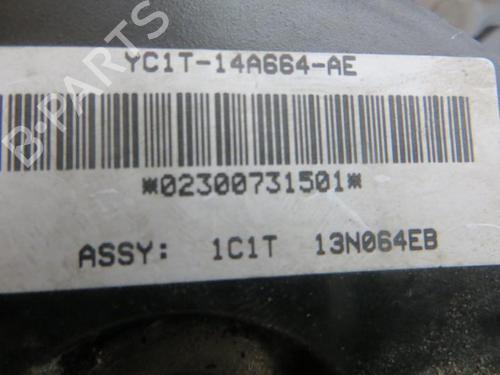 YC1T-14A664-AE
*02300731501*
ASSY: 1C1T 13N064EB
B-PARTS